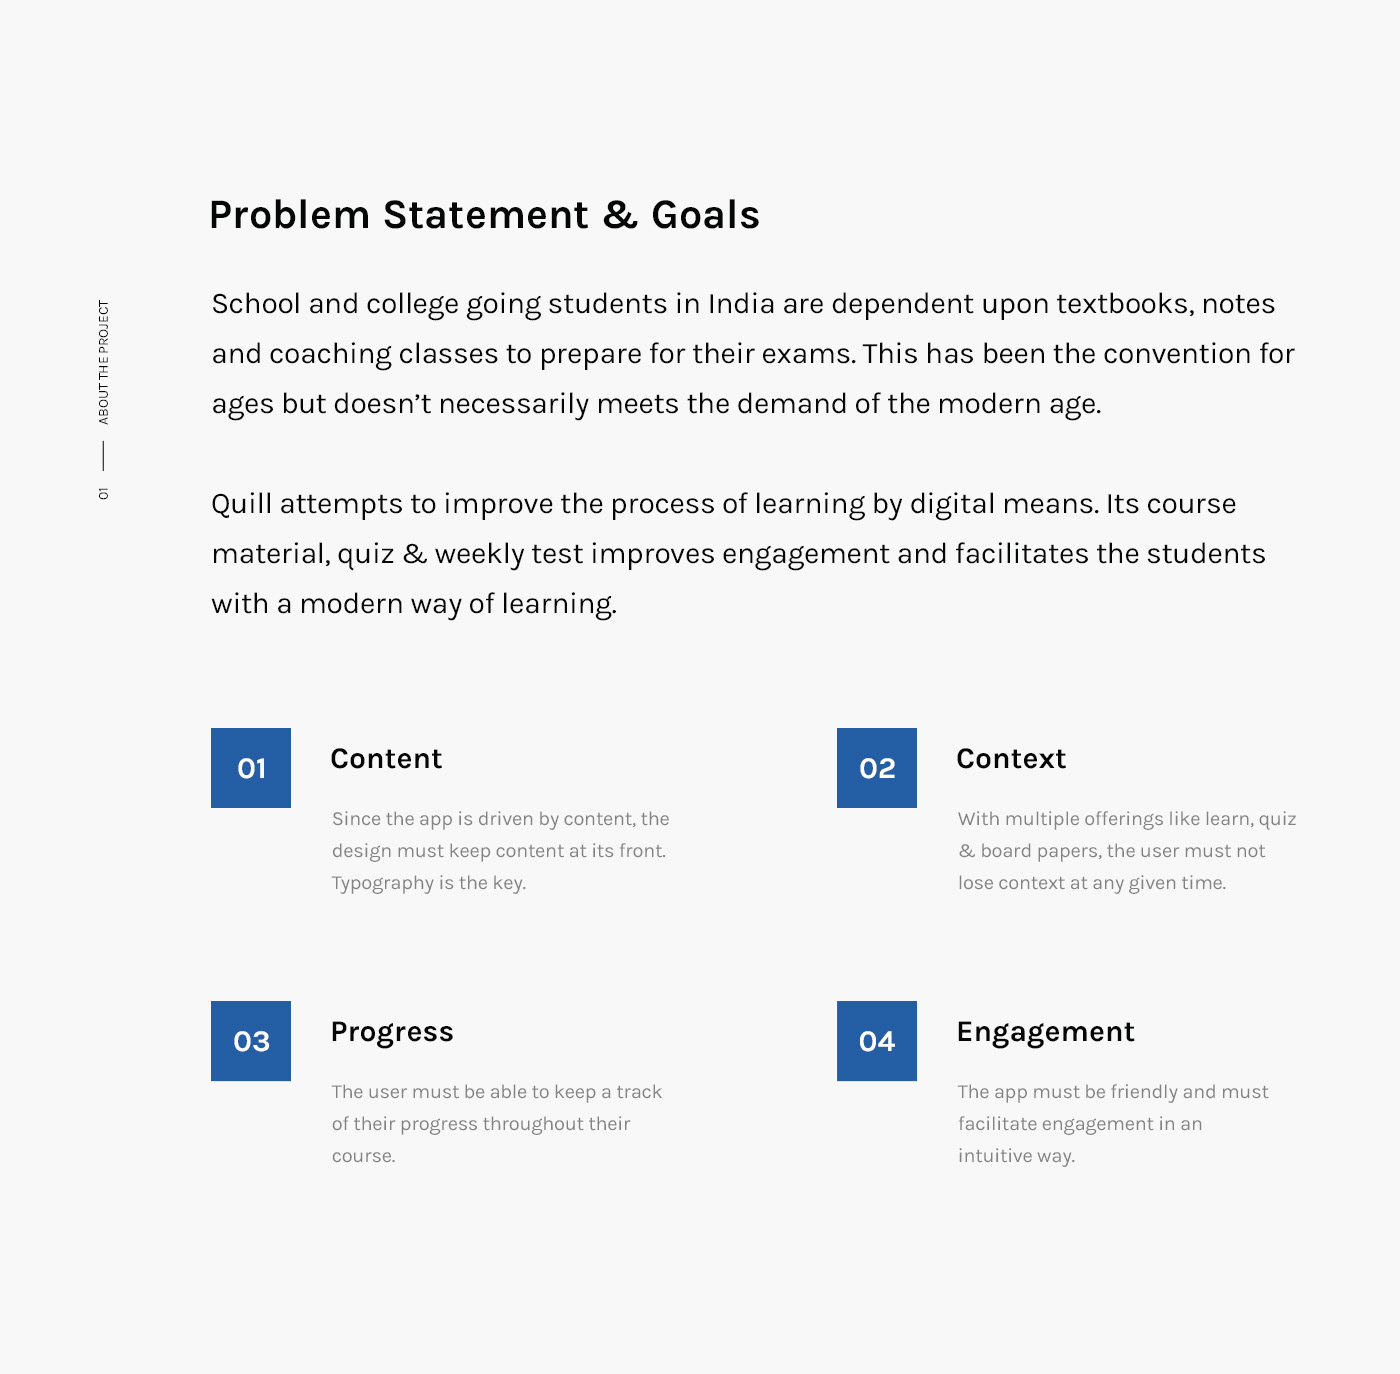 Problem Statement & Goals
01 — ABOUT THE PROJECT
School and college going students in India are dependent upon textbooks, notes
and coaching classes to prepare for their exams. This has been the convention for
ages but doesn’t necessarily meets the demand of the modern age.
Quill attempts to improve the process of learning by digital means. Its course
material, quiz & weekly test improves engagement and facilitates the students
with a modern way of learning.
01
Content
Since the app is driven by content, the
design must keep content at its front.
Typography is the key.
02
Context
With multiple offerings like learn, quiz
& board papers, the user must not
lose context at any given time.
03
Progress
The user must be able to keep a track
of their progress throughout their
course.
04
Engagement
The app must be friendly and must
facilitate engagement in an
intuitive way.